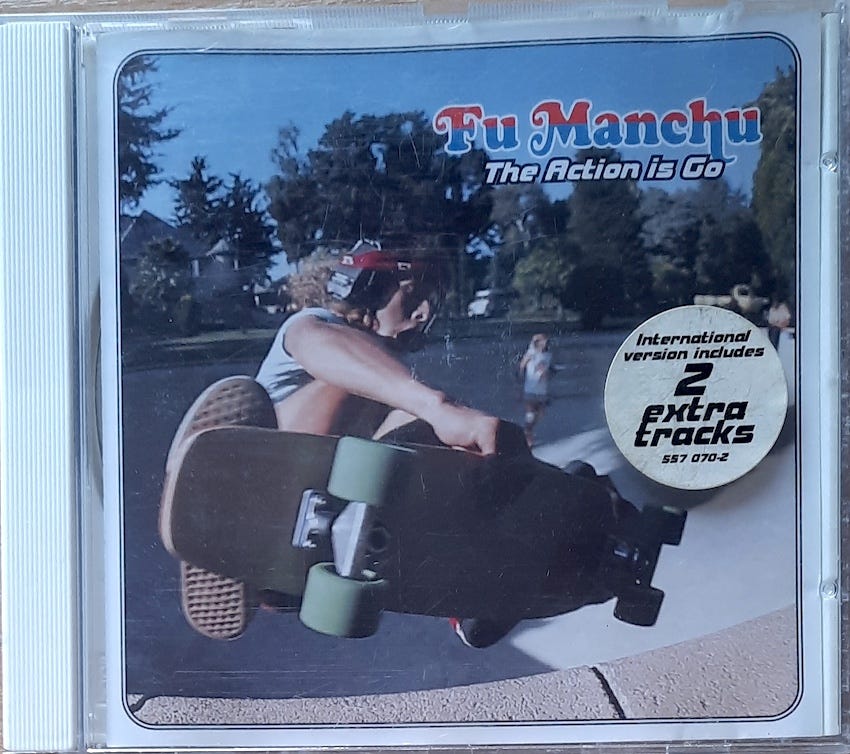 Fu Manchu
The Action is Go
International
version includes
2
extra
tracks
557 070-2